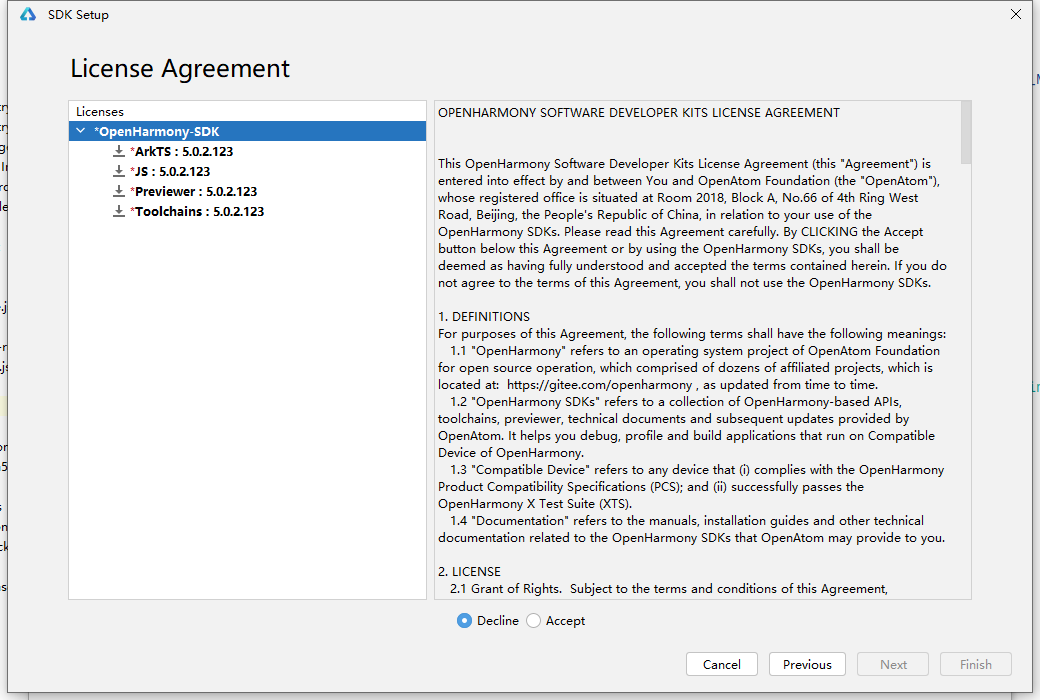 SDK Setup
License Agreement
Licenses
*OpenHarmony-SDK
*ArkTS : 5.0.2.123
*JS : 5.0.2.123
*Previewer : 5.0.2.123
*Toolchains : 5.0.2.123
OPENHARMONY SOFTWARE DEVELOPER KITS LICENSE AGREEMENT
This OpenHarmony Software Developer Kits License Agreement (this "Agreement") is
entered into effect by and between You and OpenAtom Foundation (the "OpenAtom"),
whose registered office is situated at Room 2018, Block A, No.66 of 4th Ring West
Road, Beijing, the People's Republic of China, in relation to your use of the
OpenHarmony SDKs. Please read this Agreement carefully. By CLICKING the Accept
button below this Agreement or by using the OpenHarmony SDKs, you shall be
deemed as having fully understood and accepted the terms contained herein. If you do
not agree to the terms of this Agreement, you shall not use the OpenHarmony SDKs.
1. DEFINITIONS
For purposes of this Agreement, the following terms shall have the following meanings:
1.1 "OpenHarmony" refers to an operating system project of OpenAtom Foundation
for open source operation, which comprised of dozens of affiliated projects, which is
located at:  https://gitee.com/openharmony , as updated from time to time.
1.2 "OpenHarmony SDKs" refers to a collection of OpenHarmony-based APIs,
toolchains, previewer, technical documents and subsequent updates provided by
OpenAtom. It helps you debug, profile and build applications that run on Compatible
Device of OpenHarmony.
1.3 "Compatible Device" refers to any device that (i) complies with the OpenHarmony
Product Compatibility Specifications (PCS); and (ii) successfully passes the
OpenHarmony X Test Suite (XTS).
1.4 "Documentation" refers to the manuals, installation guides and other technical
documentation related to the OpenHarmony SDKs that OpenAtom may provide to you.
2. LICENSE
2.1 Grant of Rights.  Subject to the terms and conditions of this Agreement,
Decline Accept
Cancel Previous Next Finish